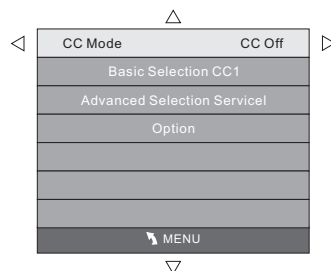 CC Mode CC Off
Basic Selection CC1
Advanced Selection Servicel
Option
MENU